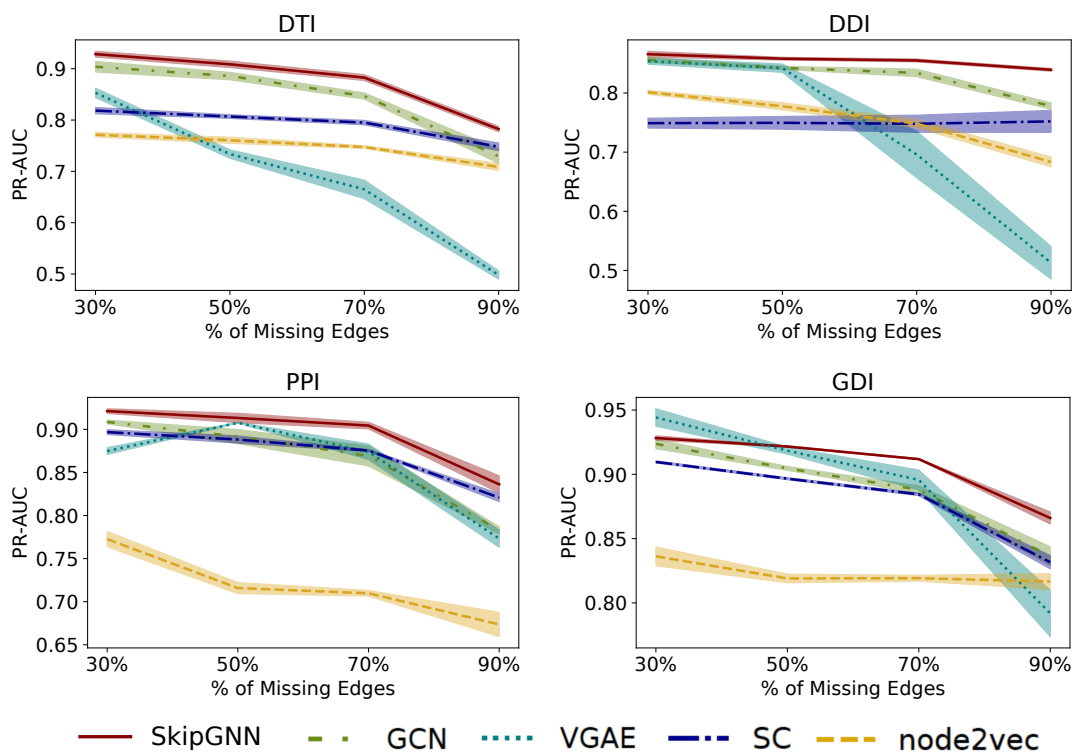 DTI
DDI
PR-AUC
0.9
0.8
0.7
0.6
0.5
30% 50% 70% 90%
% of Missing Edges
PR-AUC
0.8
0.7
0.6
0.5
30% 50% 70% 90%
% of Missing Edges
PPI
GDI
PR-AUC
0.90
0.85
0.80
0.75
0.70
0.65
30% 50% 70% 90%
% of Missing Edges
PR-AUC
0.95
0.90
0.85
0.80
30% 50% 70% 90%
% of Missing Edges
SkipGNN GCN VGAE SC node2vec